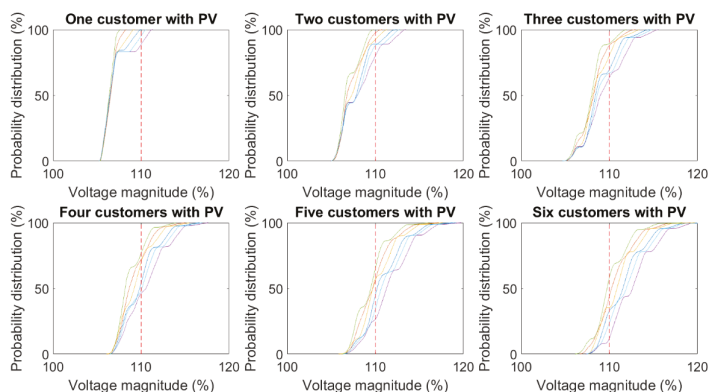 One customer with PV
Two customers with PV
Three customers with PV
Probability distribution (%)
100
50
0
100
110
120
Voltage magnitude (%)
Probability distribution (%)
100
50
0
100
110
120
Voltage magnitude (%)
Probability distribution (%)
100
50
0
100
110
120
Voltage magnitude (%)
Four customers with PV
Five customers with PV
Six customers with PV
Probability distribution (%)
100
50
0
100
110
120
Voltage magnitude (%)
Probability distribution (%)
100
50
0
100
110
120
Voltage magnitude (%)
Probability distribution (%)
100
50
0
100
110
120
Voltage magnitude (%)